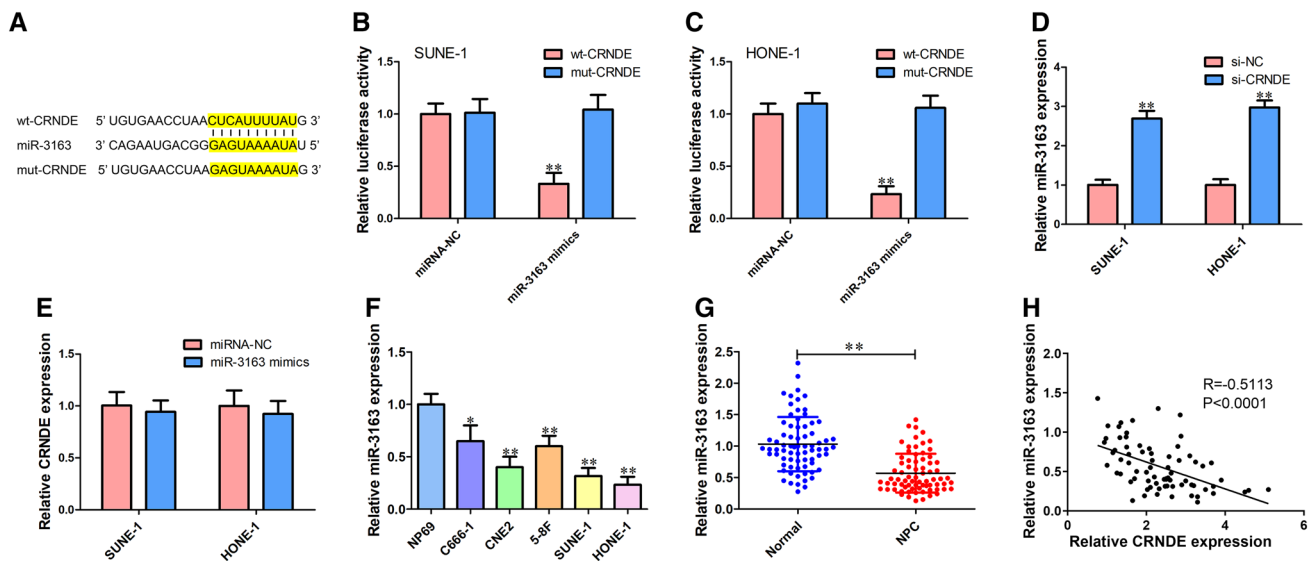 A
wt-CRNDE 5' UGUGAACCUAACUCAUUUUAUG 3'
miR-3163 3' CAGAAUGACGGGAGUAAAAUAU 5'
mut-CRNDE 5' UGUGAACCUAAGAGUAAAAUAG 3'
B
SUNE-1
wt-CRNDE
mut-CRNDE
Relative luciferase activity
1.5
1.0
0.5
0.0
**
miRNA-NC
miR-3163 mimics
C
HONE-1
wt-CRNDE
mut-CRNDE
Relative luciferase activity
1.5
1.0
0.5
0.0
**
miRNA-NC
miR-3163 mimics
D
si-NC
si-CRNDE
Relative miR-3163 expression
4
3
2
1
0
**
**
SUNE-1
HONE-1
E
miRNA-NC
miR-3163 mimics
Relative CRNDE expression
1.5
1.0
0.5
0.0
SUNE-1
HONE-1
F
Relative miR-3163 expression
1.5
1.0
0.5
0.0
*
**
**
**
**
NP69
C666-1
CNE2
5-8F
SUNE-1
HONE-1
G
Relative miR-3163 expression
2.5
2.0
1.5
1.0
0.5
0.0
**
Normal
NPC
H
Relative miR-3163 expression
2.0
1.5
1.0
0.5
0.0
R=-0.5113
P<0.0001
0
2
4
6
Relative CRNDE expression